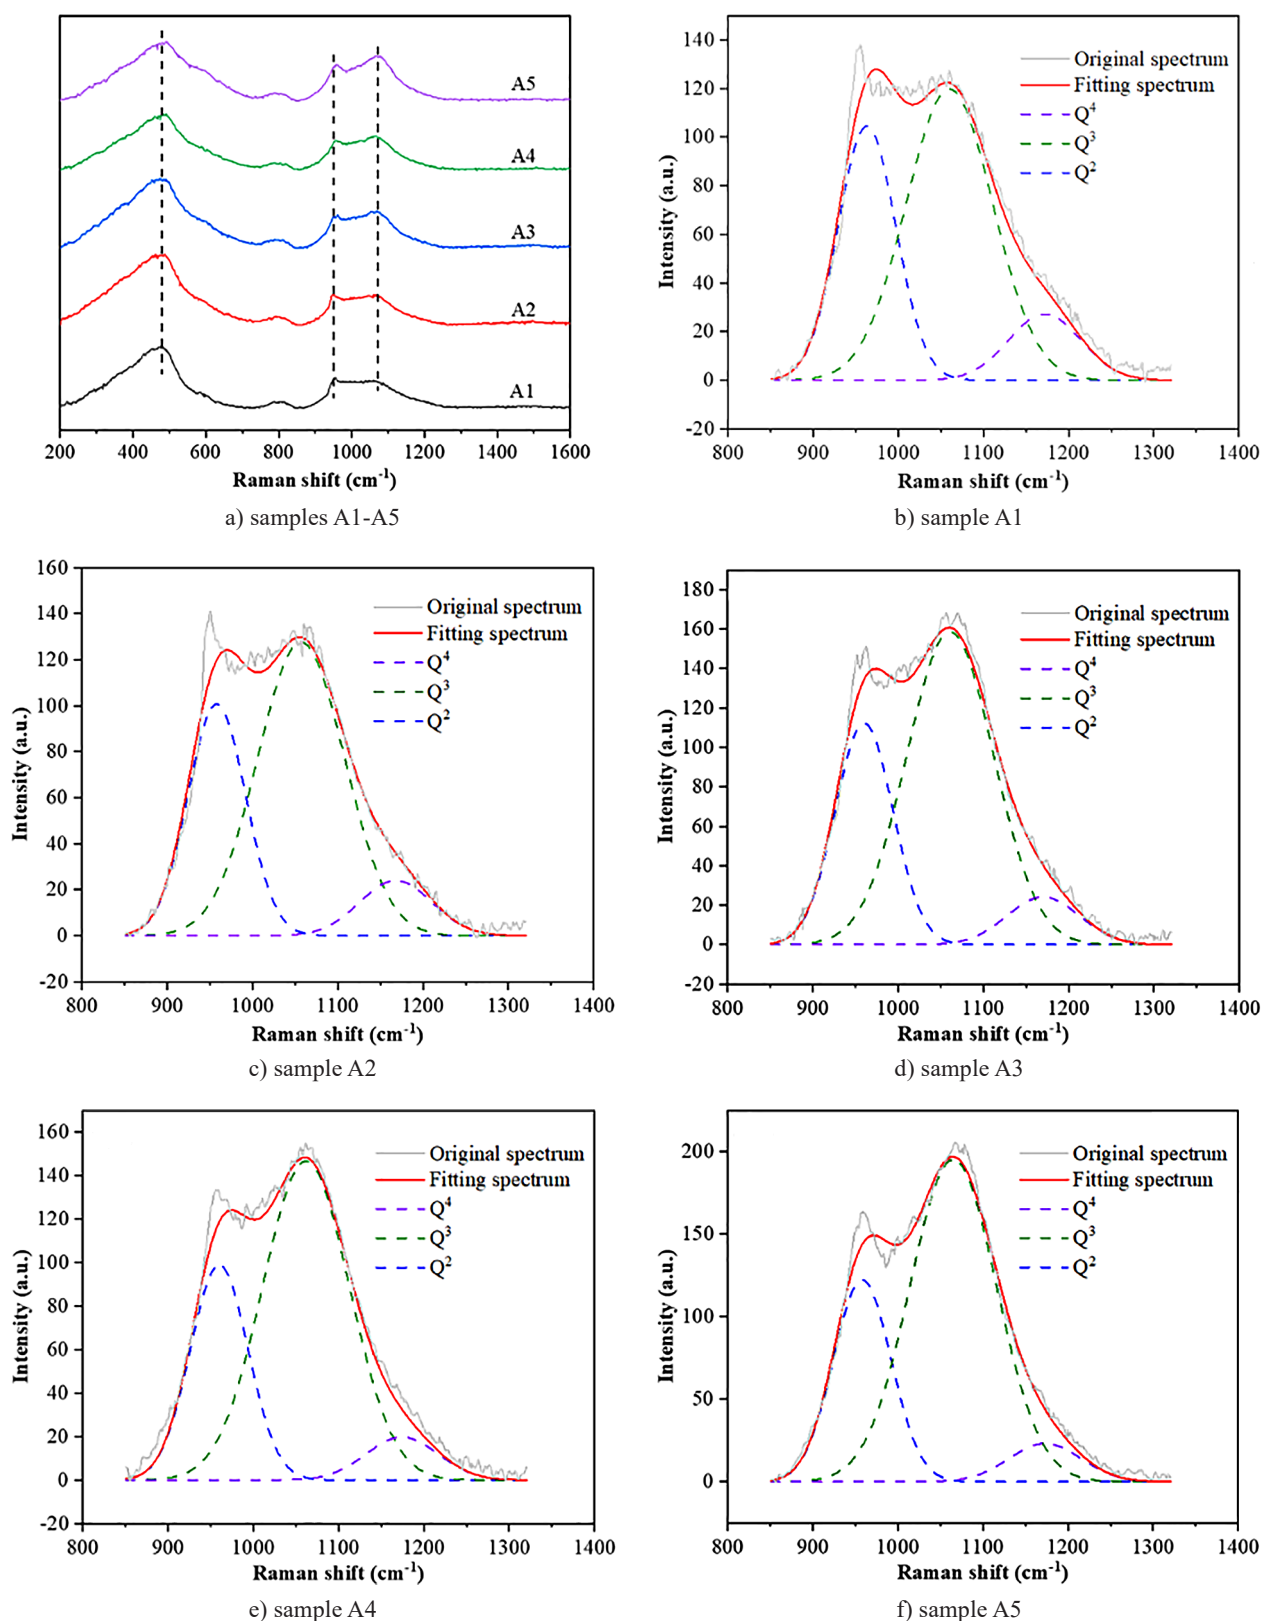 A5
A4
A3
A2
A1
200 400 600 800 1000 1200 1400 1600
Raman shift (cm⁻¹)
a) samples A1-A5
140
120
100
80
60
40
20
0
-20
Intensity (a.u.)
Original spectrum
Fitting spectrum
Q⁴
Q³
Q²
800 900 1000 1100 1200 1300 1400
Raman shift (cm⁻¹)
b) sample A1
160
140
120
100
80
60
40
20
0
-20
Intensity (a.u.)
Original spectrum
Fitting spectrum
Q⁴
Q³
Q²
800 900 1000 1100 1200 1300 1400
Raman shift (cm⁻¹)
c) sample A2
180
160
140
120
100
80
60
40
20
0
-20
Intensity (a.u.)
Original spectrum
Fitting spectrum
Q⁴
Q³
Q²
800 900 1000 1100 1200 1300 1400
Raman shift (cm⁻¹)
d) sample A3
160
140
120
100
80
60
40
20
0
-20
Intensity (a.u.)
Original spectrum
Fitting spectrum
Q⁴
Q³
Q²
800 900 1000 1100 1200 1300 1400
Raman shift (cm⁻¹)
e) sample A4
200
150
100
50
0
Intensity (a.u.)
Original spectrum
Fitting spectrum
Q⁴
Q³
Q²
800 900 1000 1100 1200 1300 1400
Raman shift (cm⁻¹)
f) sample A5